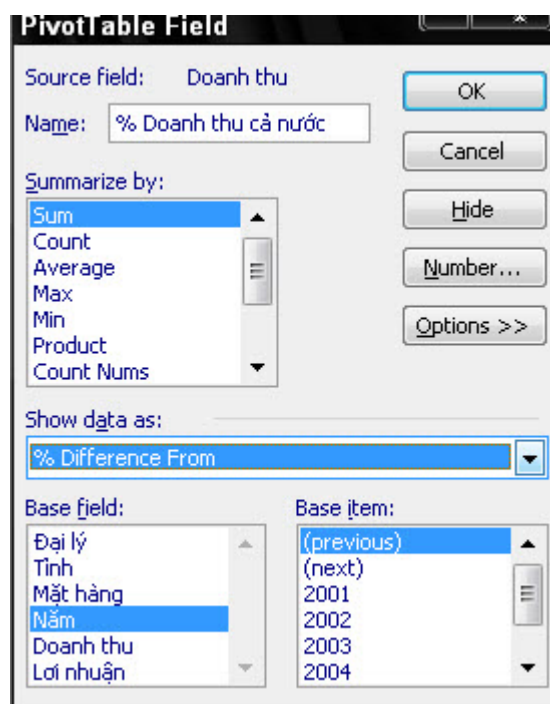 PivotTable Field
Source field: Doanh thu
OK
Name: % Doanh thu cả nước
Cancel
Summarize by:
Hide
Sum
Count
Average
Number...
Max
Min
Options >>
Product
Count Nums
Show data as:
% Difference From
Base field:
Base item:
Đại lý
Tỉnh
Mặt hàng
Năm
Doanh thu
Lợi nhuận
(previous)
(next)
2001
2002
2003
2004